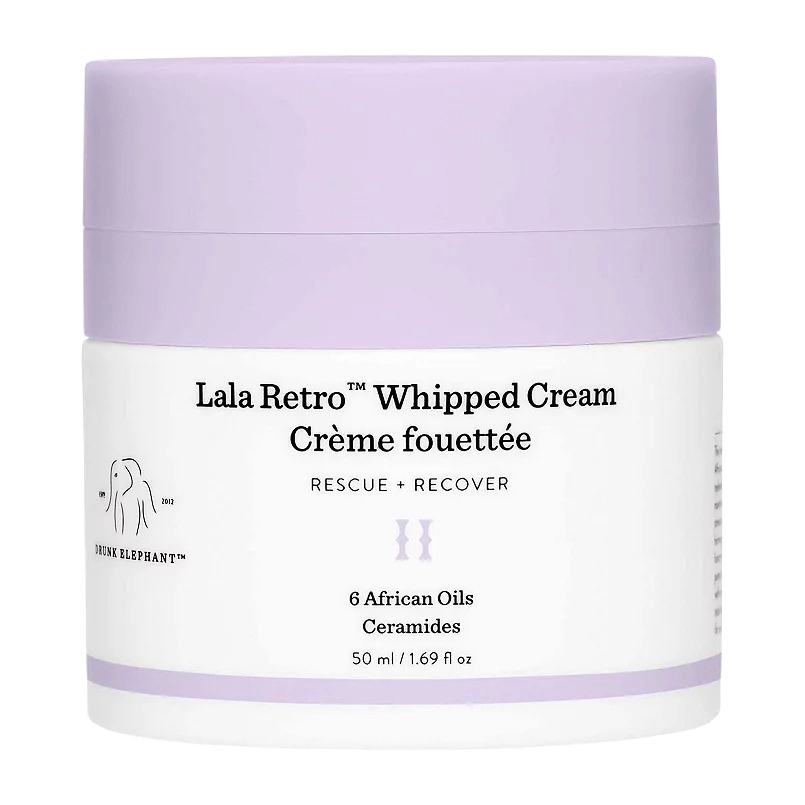 Lala Retro™ Whipped Cream
Crème fouettée
RESCUE + RECOVER
2012
DRUNK ELEPHANT™
6 African Oils
Ceramides
50 ml / 1.69 fl oz